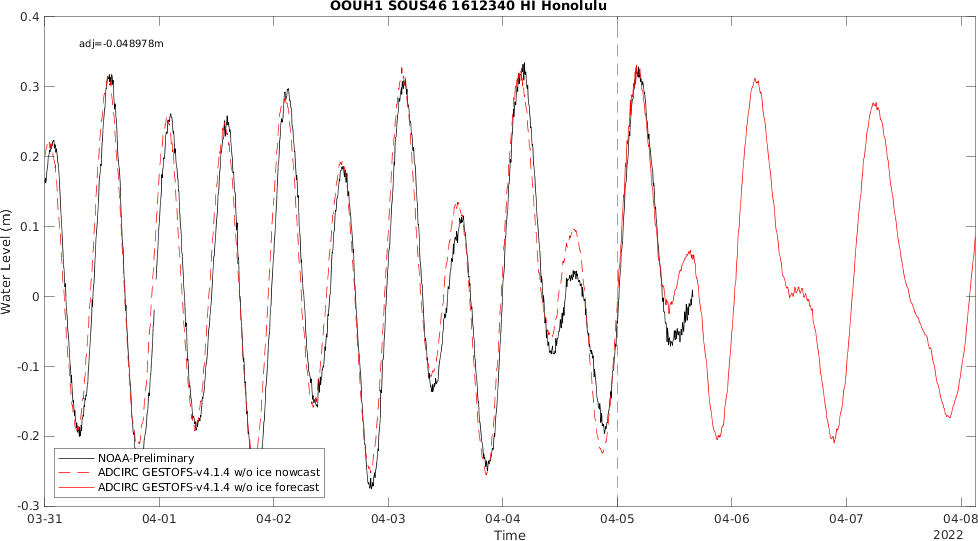 OOUH1 SOUS46 1612340 HI Honolulu
adj=-0.048978m
0.4
0.3
0.2
0.1
0
-0.1
-0.2
-0.3
Water Level (m)
NOAA-Preliminary
ADCIRC GESTOFS-v4.1.4 w/o ice nowcast
ADCIRC GESTOFS-v4.1.4 w/o ice forecast
03-31 04-01 04-02 04-03 04-04 04-05 04-06 04-07 04-08
Time
2022